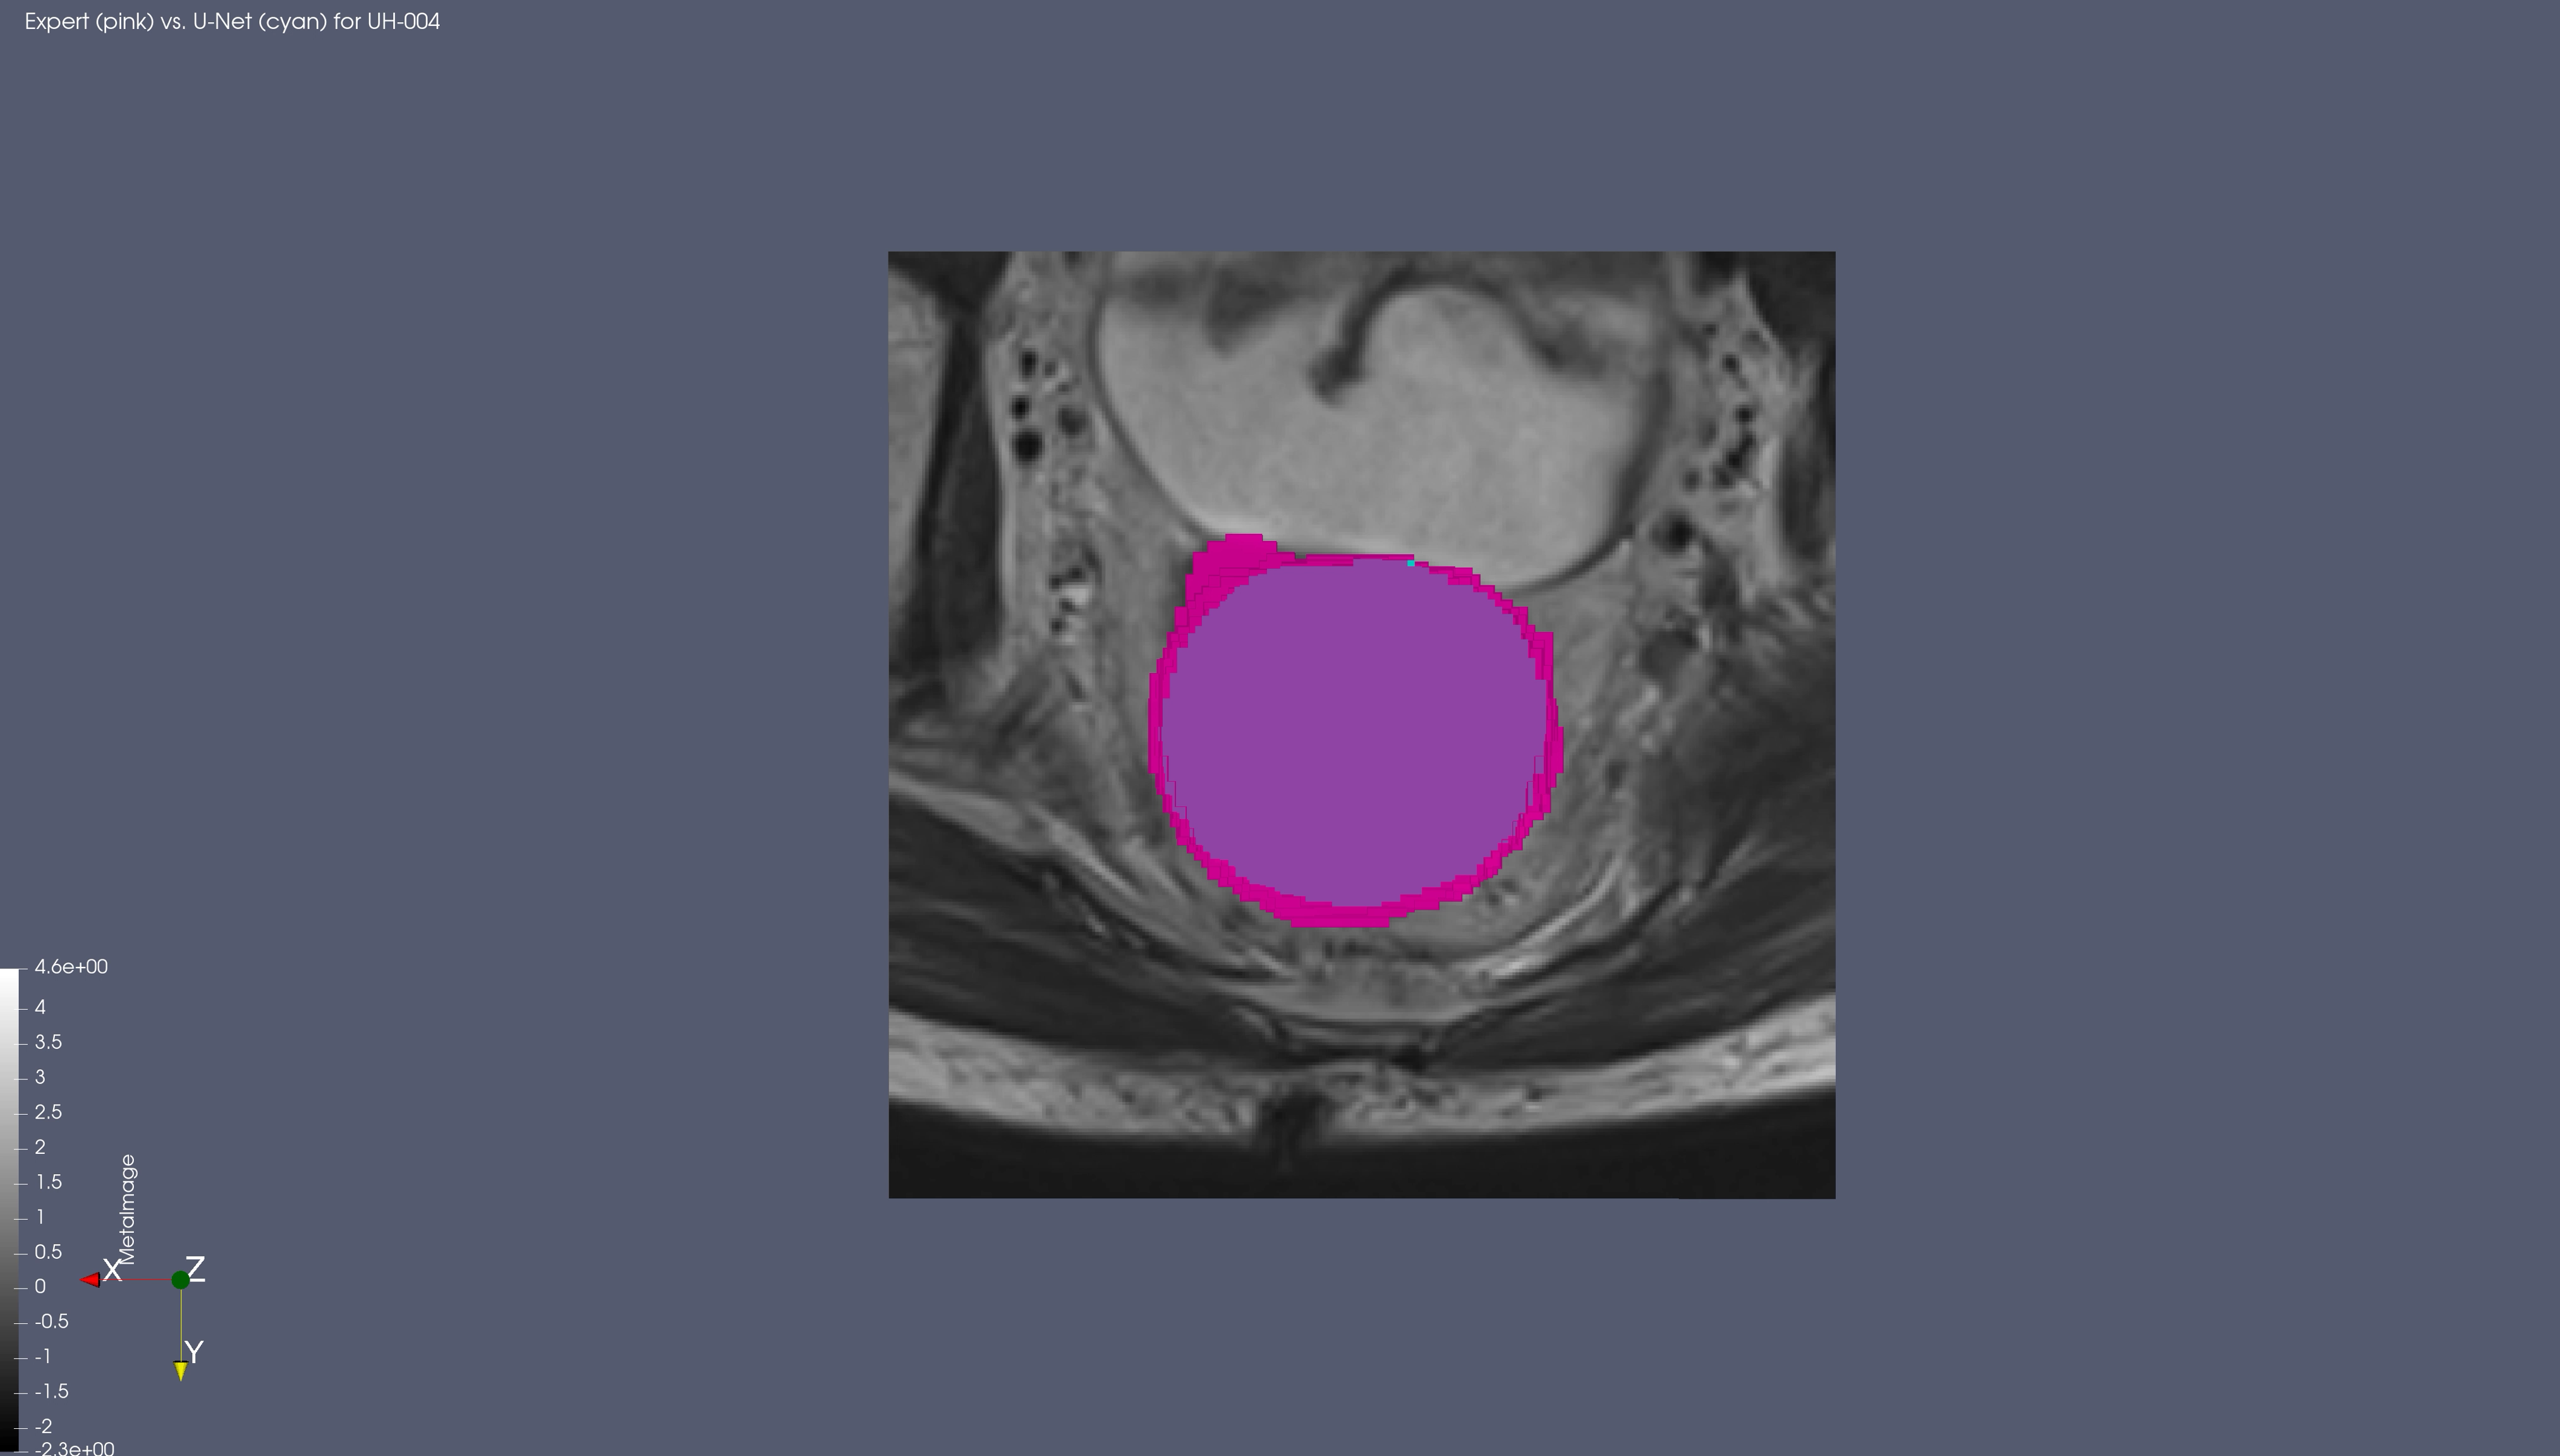 Expert (pink) vs. U-Net (cyan) for UH-004
4.6e+00
4
3.5
3
2.5
2
1.5
1
0.5
0
-0.5
-1
-1.5
-2
-2.3e+00
MetaImage
X
Z
Y